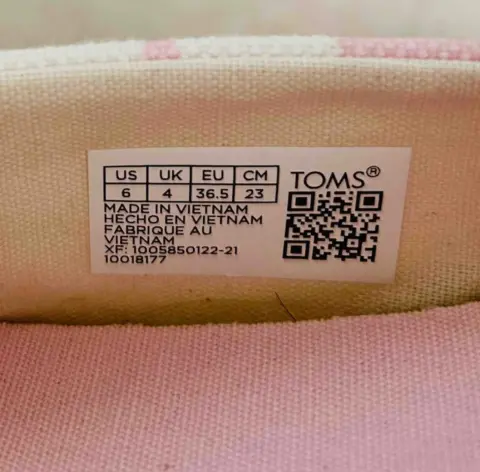 US UK EU CM
6 4 36.5 23
TOMS®
MADE IN VIETNAM
HECHO EN VIETNAM
FABRIQUE AU
VIETNAM
XF: 1005850122-21
10018177